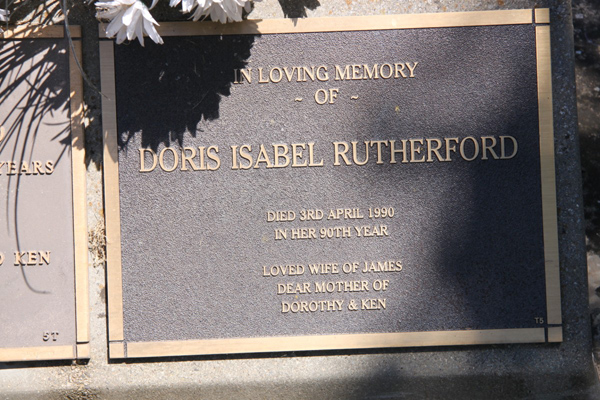 YEARS
KEN
5T
IN LOVING MEMORY
~ OF ~
DORIS ISABEL RUTHERFORD
DIED 3RD APRIL 1990
IN HER 90TH YEAR
LOVED WIFE OF JAMES
DEAR MOTHER OF
DOROTHY & KEN